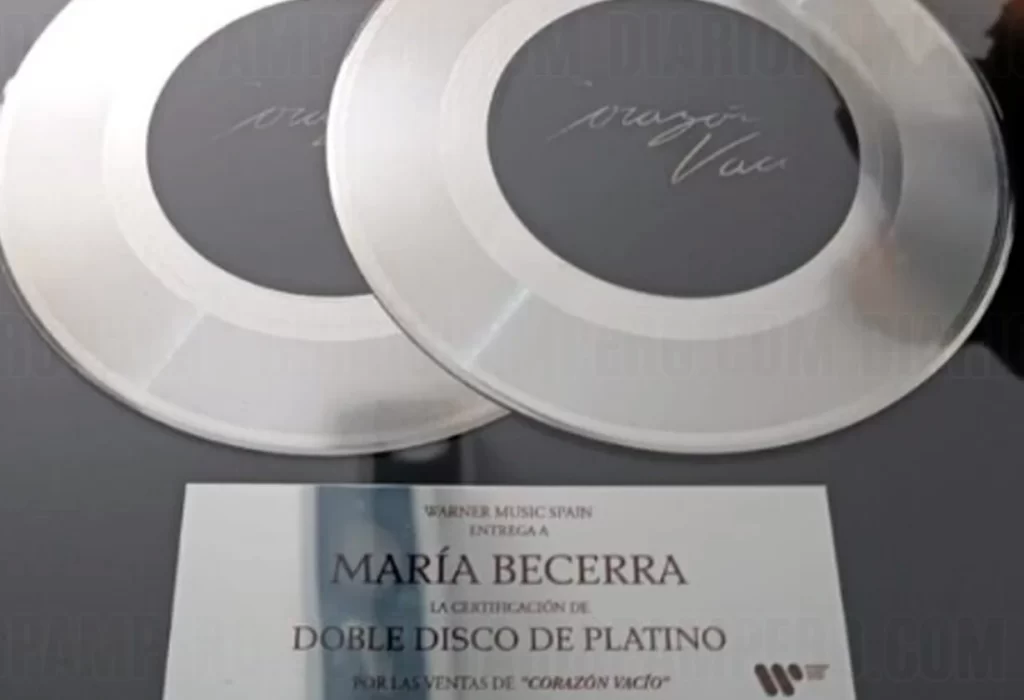 orazón
Vac
WARNER MUSIC SPAIN
ENTREGA A
MARÍA BECERRA
LA CERTIFICACIÓN DE
DOBLE DISCO DE PLATINO
POR LAS VENTAS DE "CORAZÓN VACÍO"